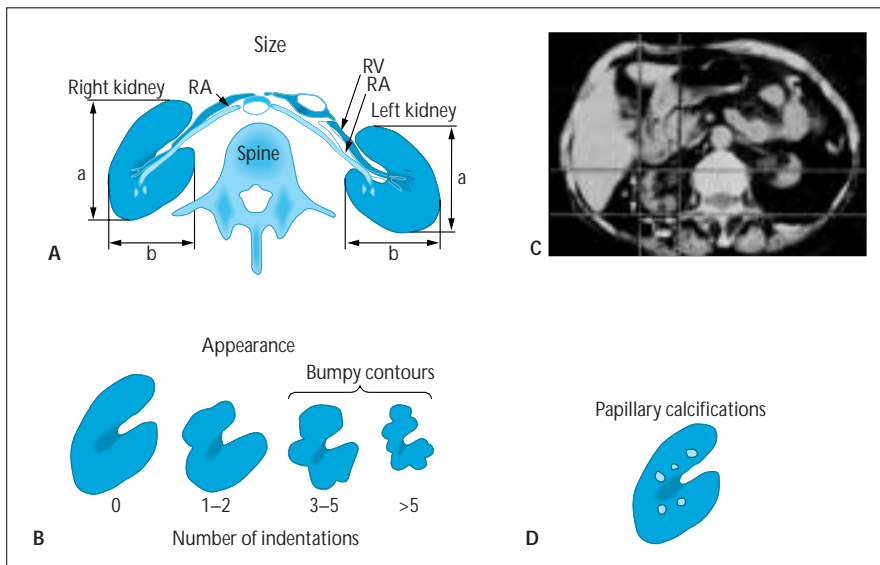 Size
Right kidney
RA
RV
RA
Left kidney
Spine
a
a
b
b
A
C
Appearance
Bumpy contours
0
1–2
3–5
>5
B
Number of indentations
Papillary calcifications
D